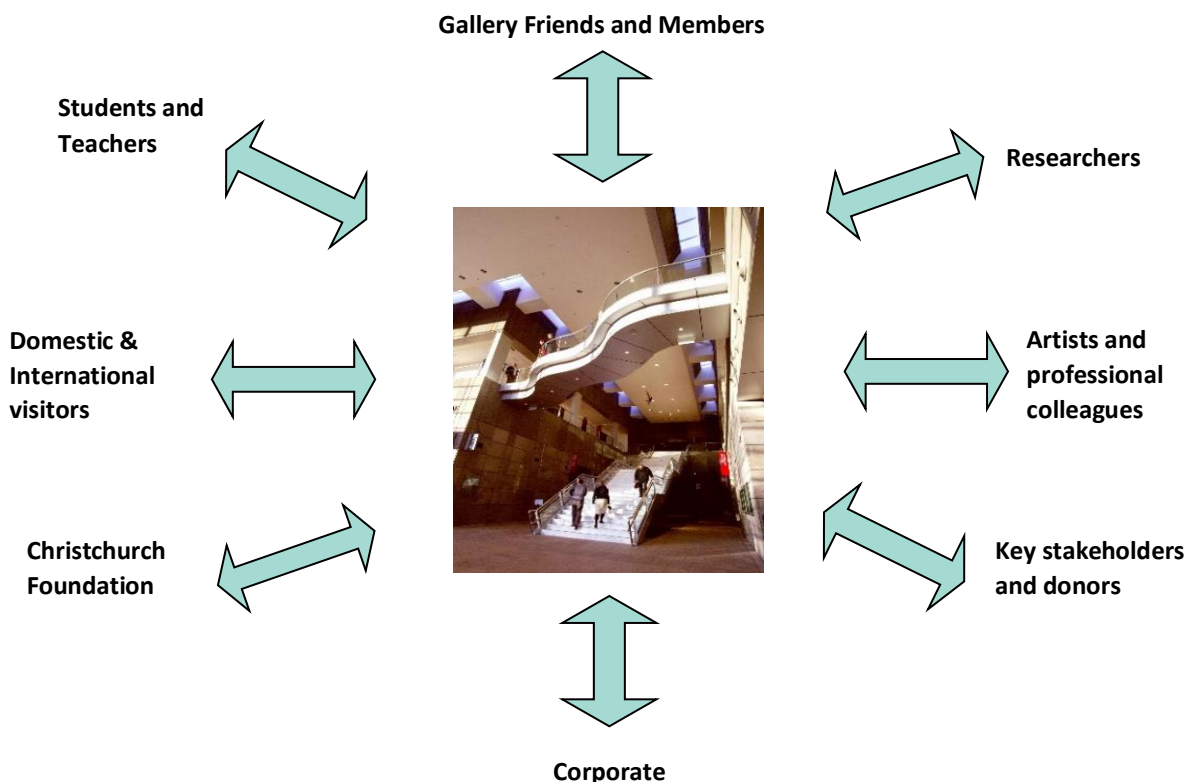 Gallery Friends and Members
Students and
Teachers
Researchers
Domestic &
International
visitors
Artists and
professional
colleagues
Christchurch
Foundation
Key stakeholders
and donors
Corporate